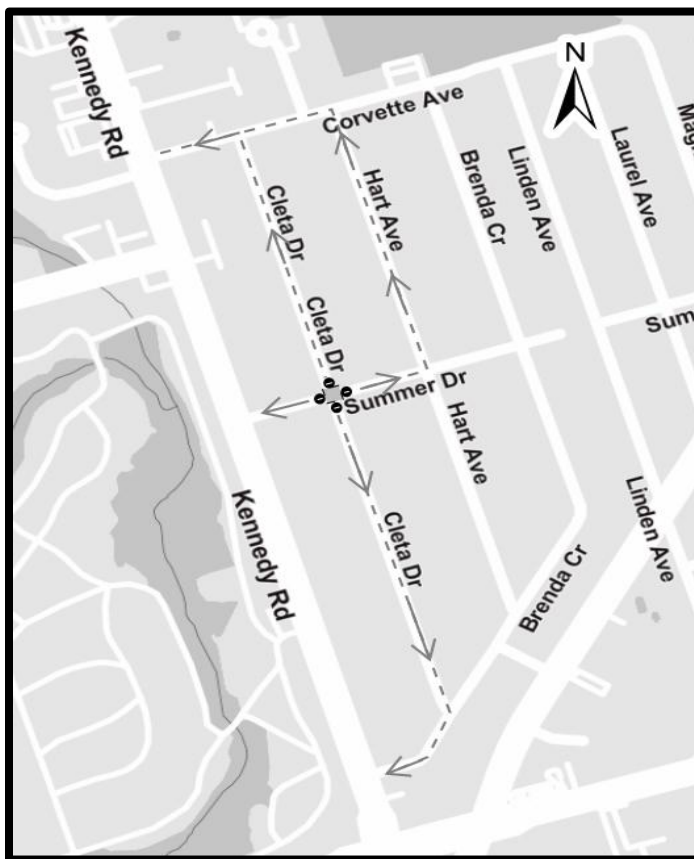 N
Kennedy Rd
Corvette Ave
Cleta Dr
Hart Ave
Brenda Cr
Linden Ave
Laurel Ave
Cleta Dr
Sum
Summer Dr
Hart Ave
Kennedy Rd
Cleta Dr
Linden Ave
Brenda Cr